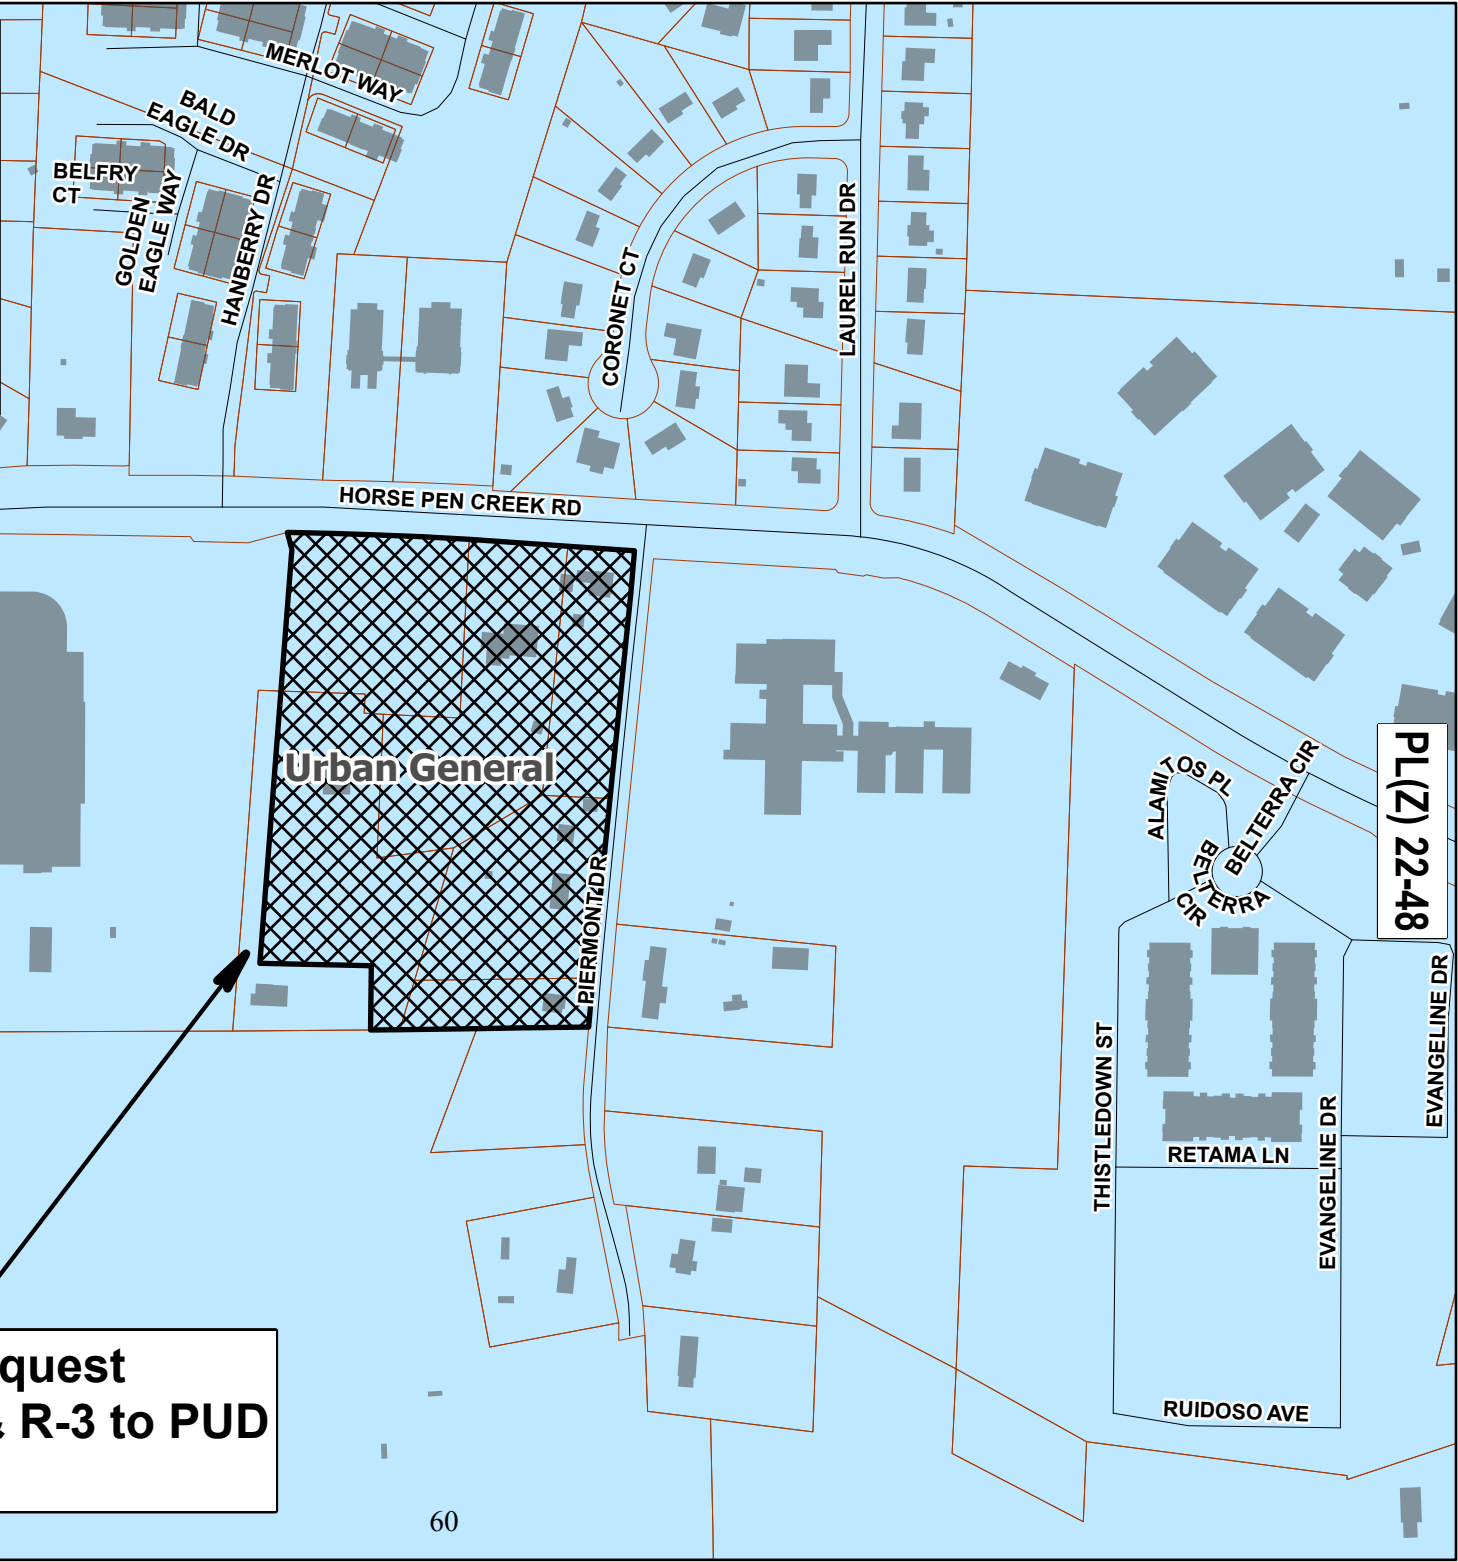 MERLOT WAY
BALD
EAGLE DR
BELFRY
CT
GOLDEN
EAGLE WAY
HANBERRY DR
CORONET CT
LAUREL RUN DR
HORSE PEN CREEK RD
Urban General
PIERMONT DR
ALAMITOS PL
BELTERRA CIR
BELTERRA
CIR
PL(Z) 22-48
THISTLEDOWN ST
EVANGELINE DR
EVANGELINE DR
RETAMA LN
RUIDOSO AVE
quest
& R-3 to PUD
60